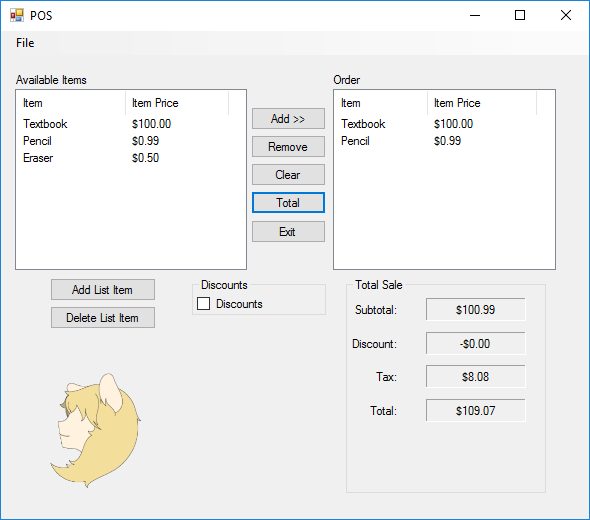 POS
File
Available Items
Item Item Price
Textbook $100.00
Pencil $0.99
Eraser $0.50
Add >>
Remove
Clear
Total
Exit
Order
Item Item Price
Textbook $100.00
Pencil $0.99
Add List Item
Delete List Item
Discounts
Discounts
Total Sale
Subtotal: $100.99
Discount: -$0.00
Tax: $8.08
Total: $109.07